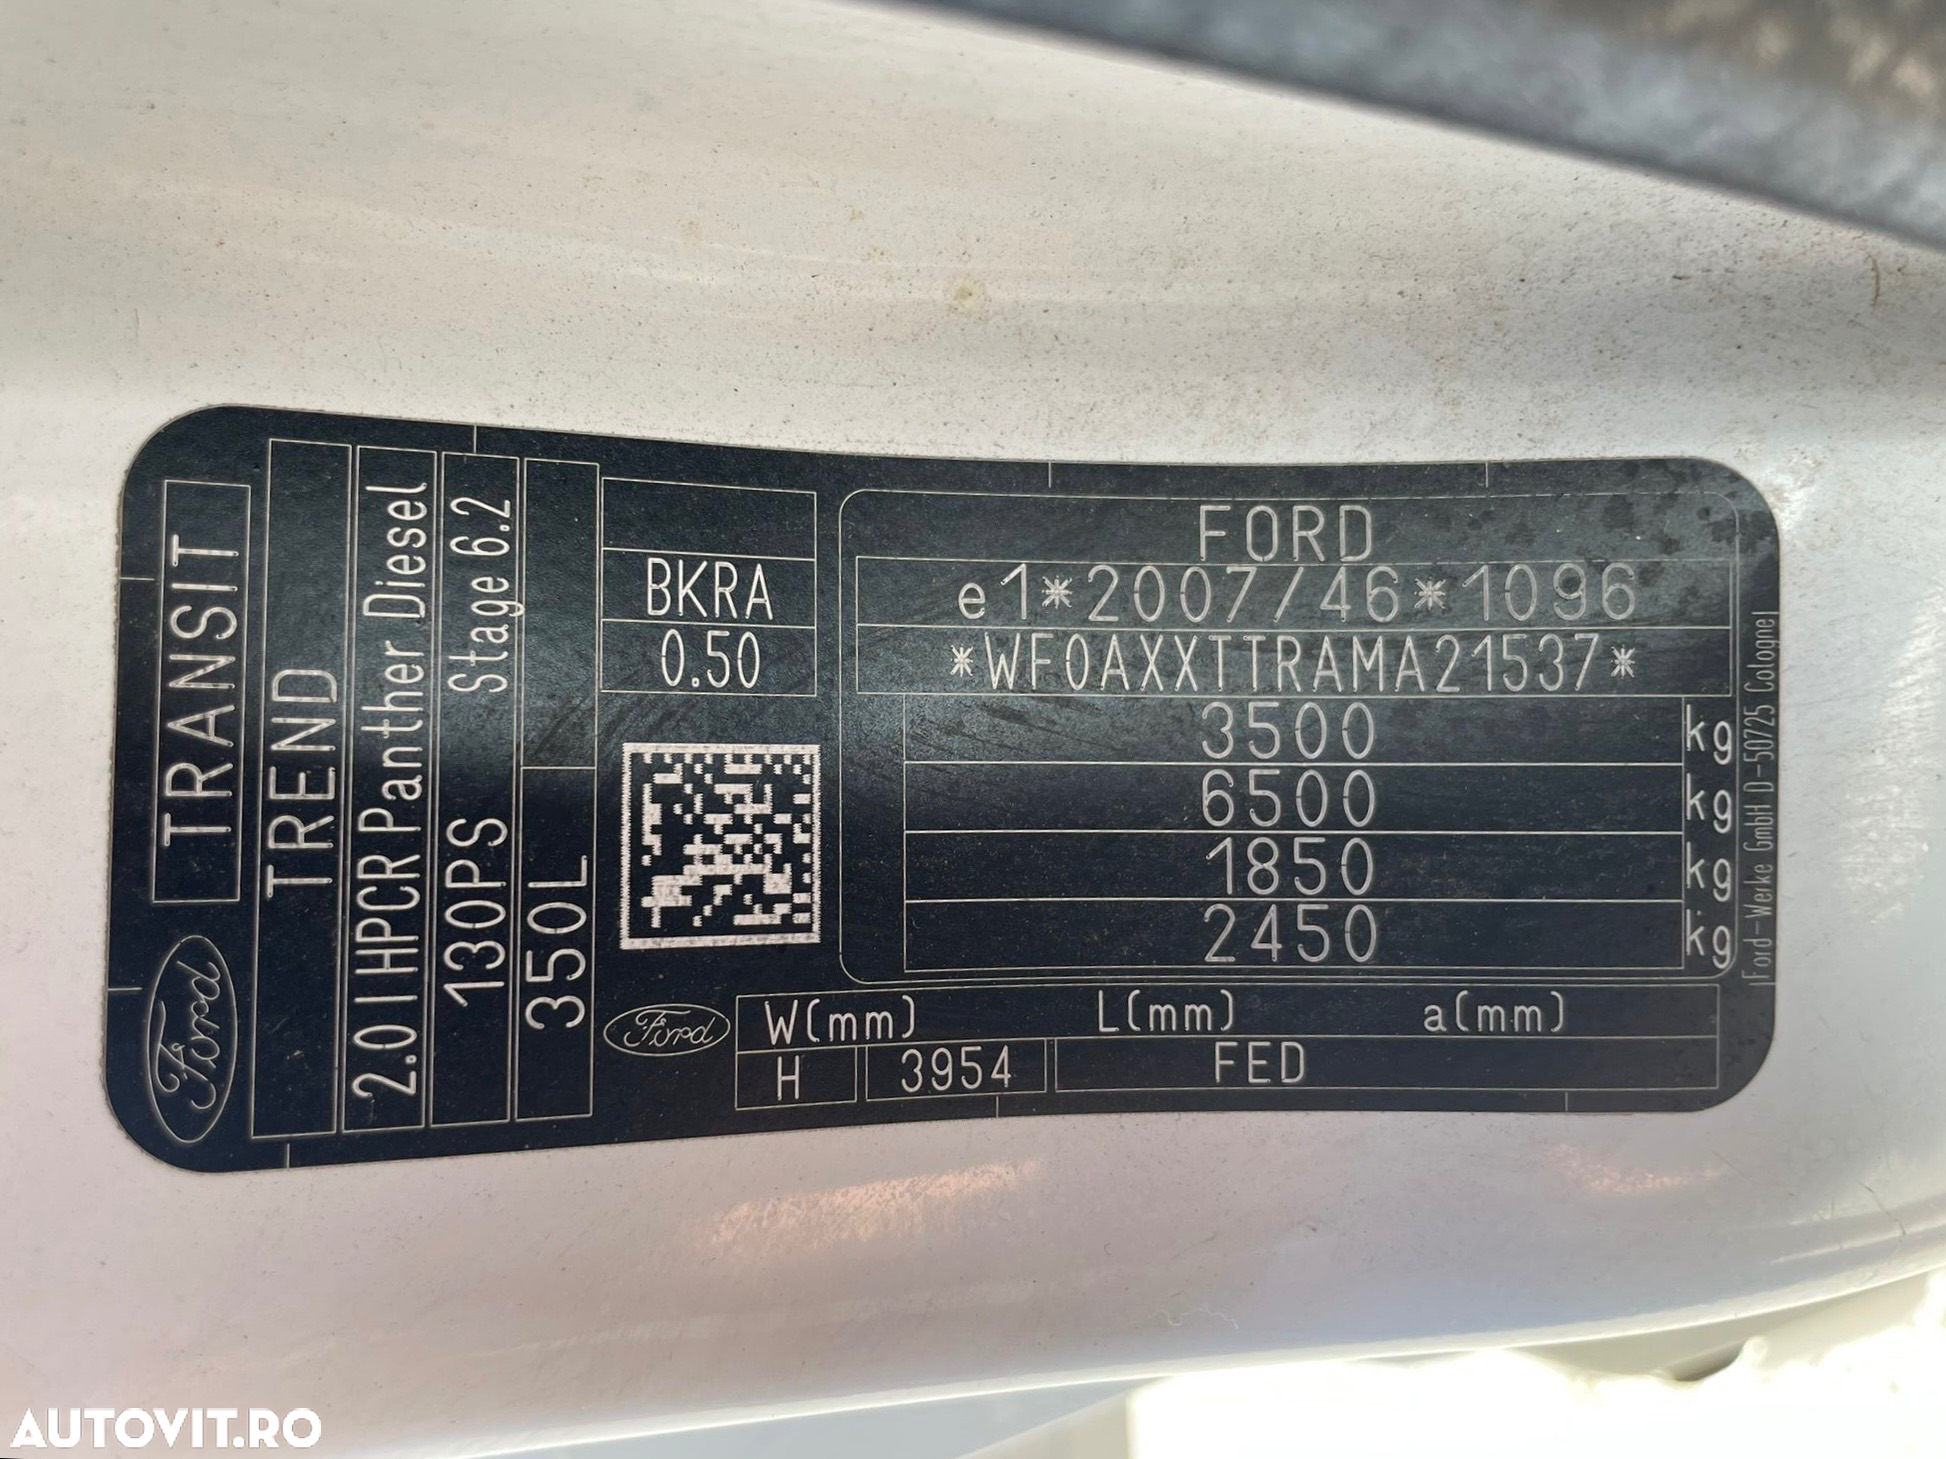 Ford
TRANSIT
TREND
2.0 l HPCR Panther Diesel
130PS Stage 6.2
350L
BKRA
0.50
FORD
e1*2007/46*1096
*WF0AXXTTRAMA21537*
3500 kg
6500 kg
1850 kg
2450 kg
Ford
W(mm) L(mm) a(mm)
H 3954 FED
Ford-Werke GmbH D-50725 Cologne
AUTOVIT.RO